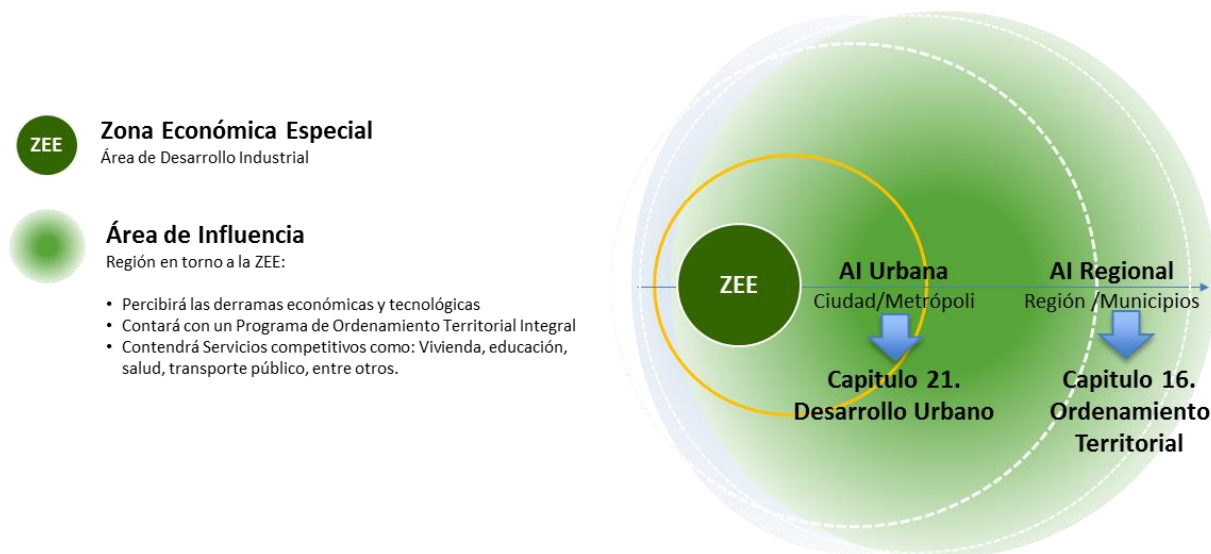 ZEE
Zona Económica Especial
Área de Desarrollo Industrial
Área de Influencia
Región en torno a la ZEE:
• Percibirá las derramas económicas y tecnológicas
• Contará con un Programa de Ordenamiento Territorial Integral
• Contendrá Servicios competitivos como: Vivienda, educación,
salud, transporte público, entre otros.
ZEE
AI Urbana
Ciudad/Metrópoli
Capitulo 21.
Desarrollo Urbano
AI Regional
Región /Municipios
Capitulo 16.
Ordenamiento
Territorial